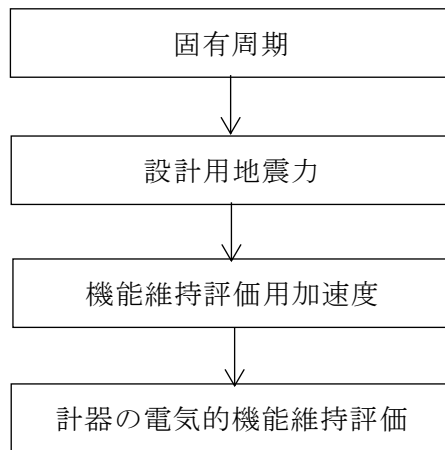 固有周期
設計用地震力
機能維持評価用加速度
計器の電気的機能維持評価